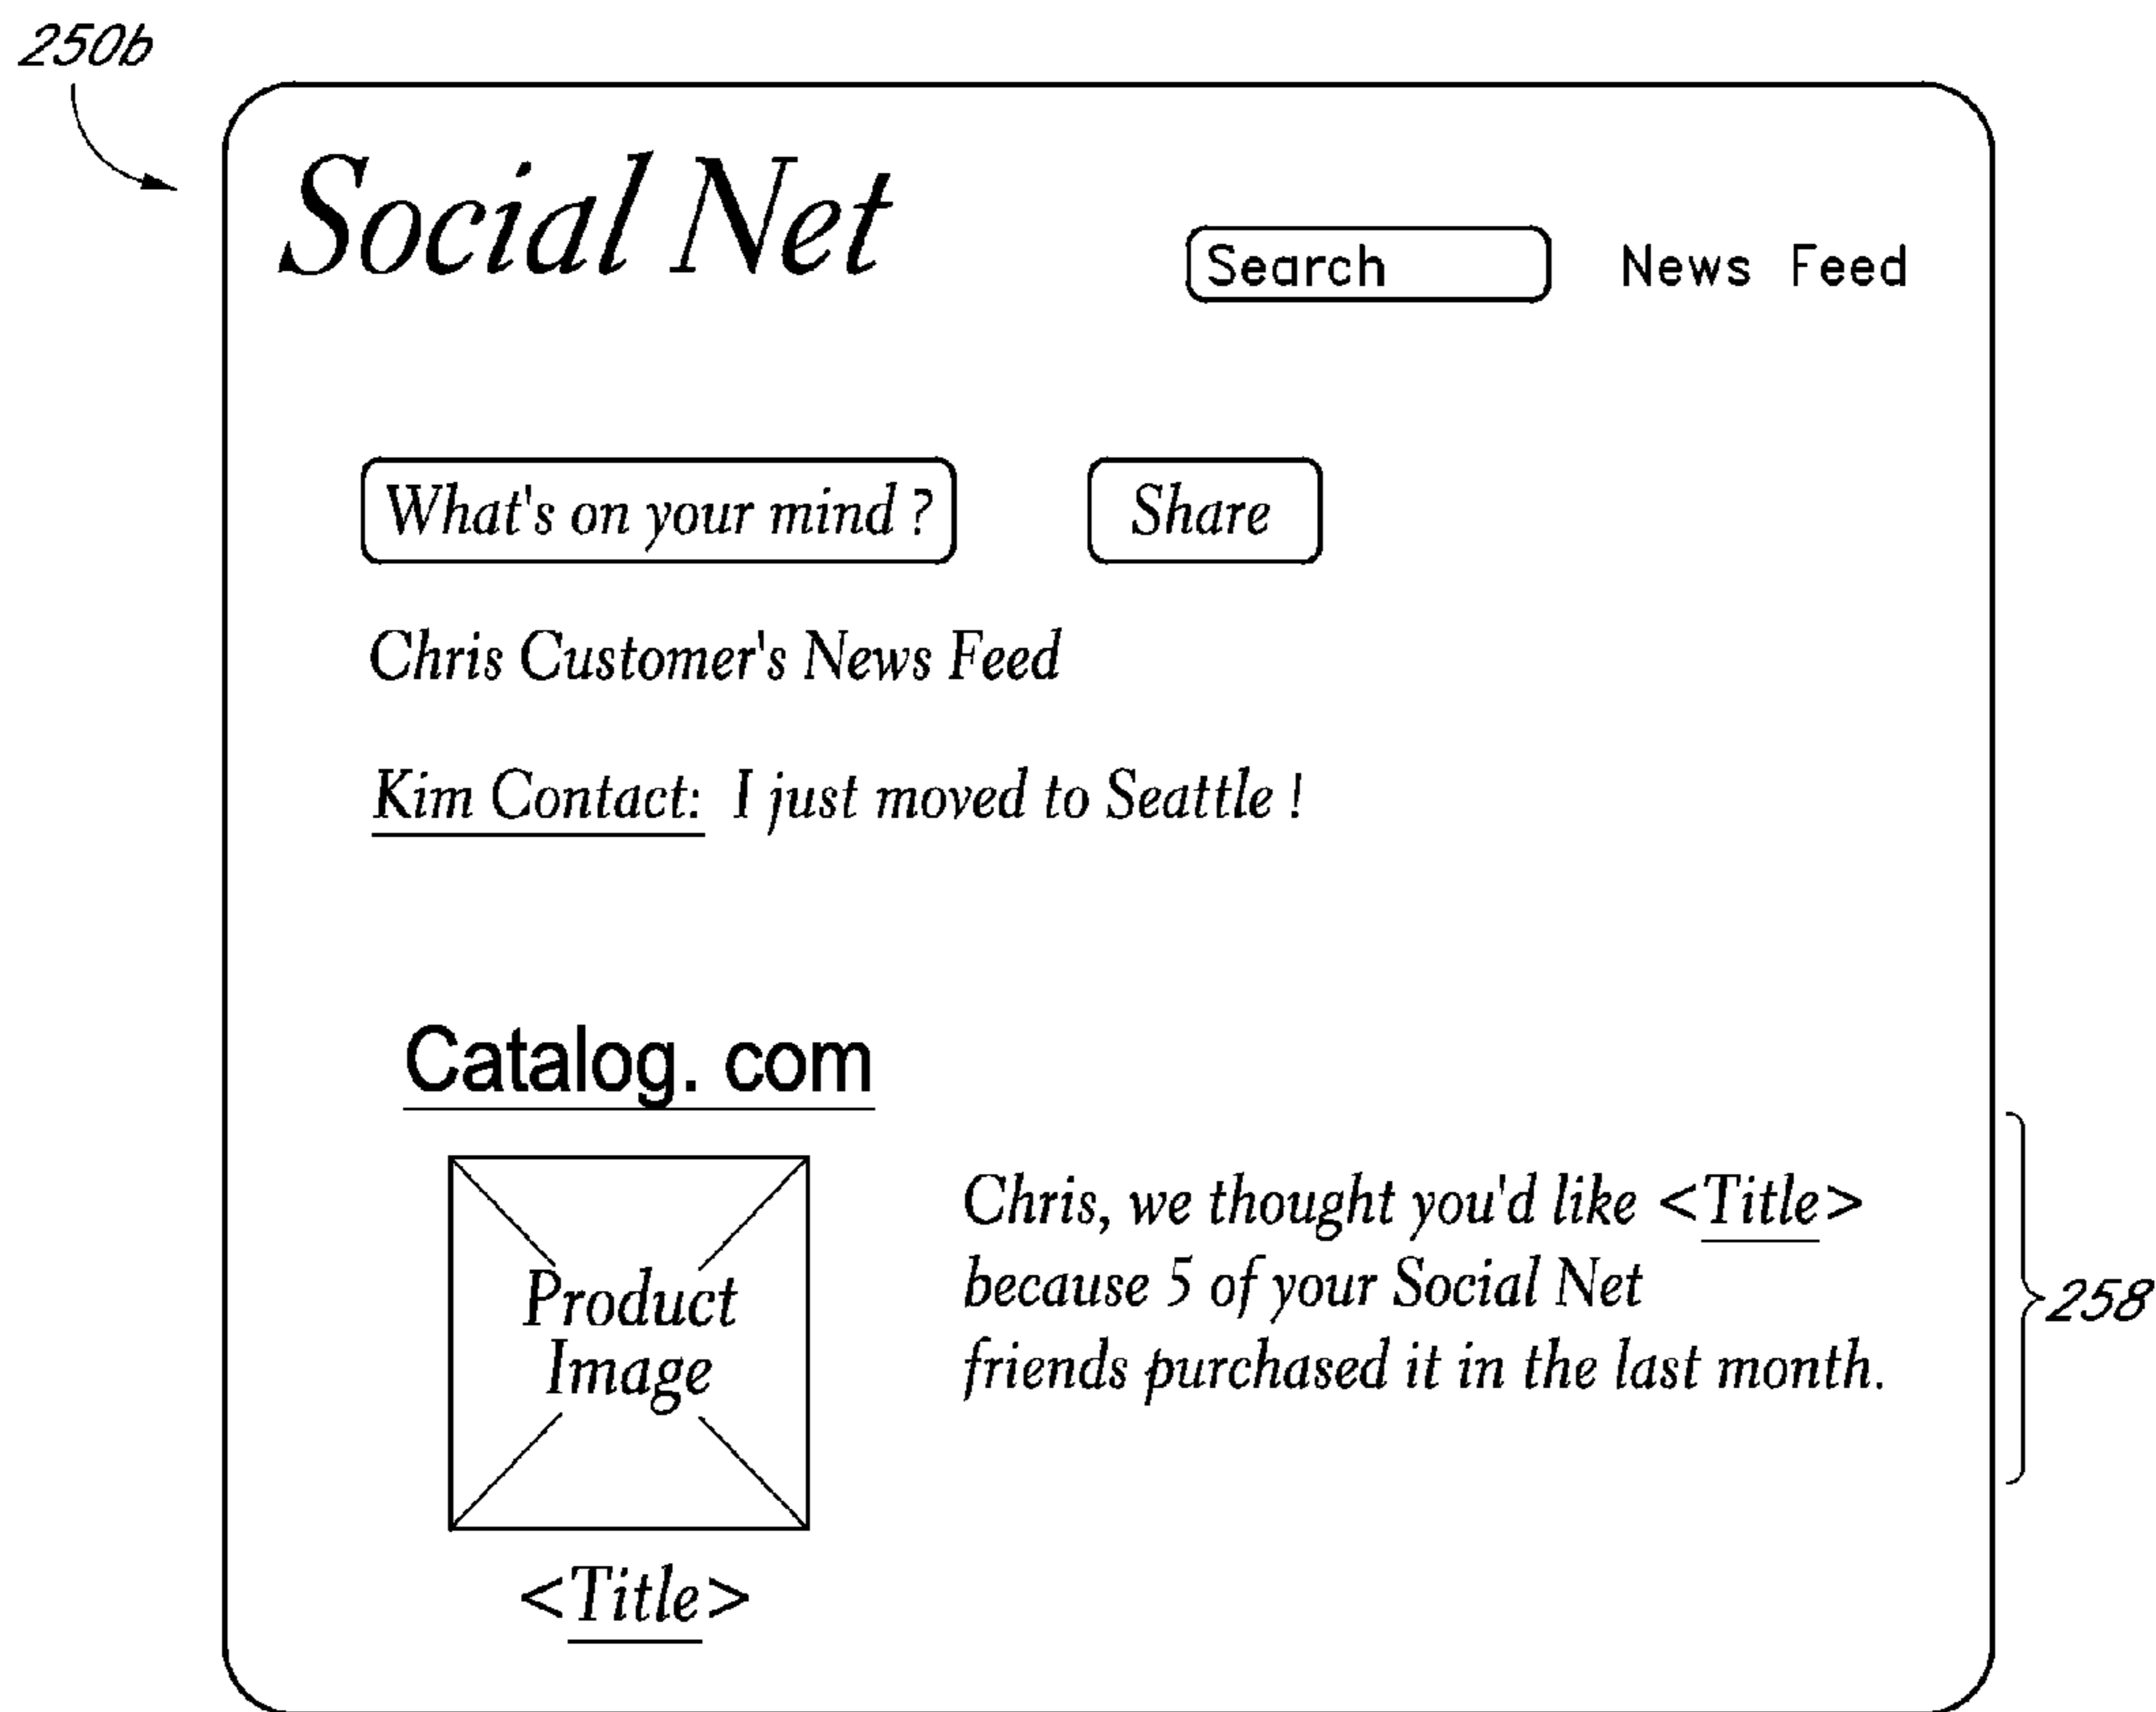 250b
Social Net
Search News Feed
What's on your mind ? Share
Chris Customer's News Feed
Kim Contact: I just moved to Seattle !
Catalog. com
Product
Image
<Title>
Chris, we thought you'd like <Title>
because 5 of your Social Net
friends purchased it in the last month.
258